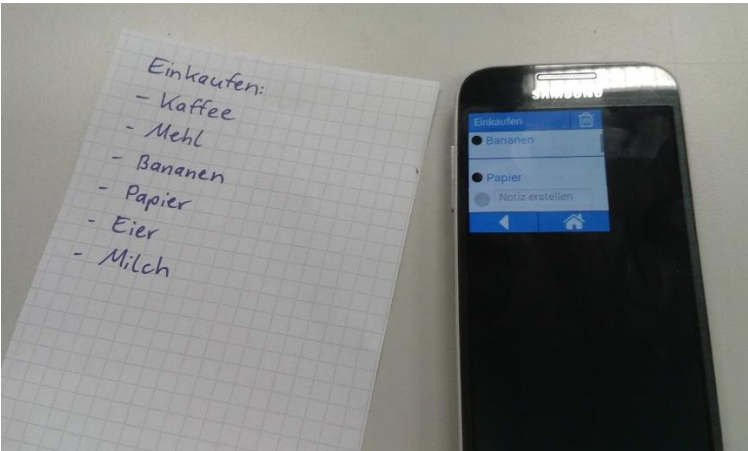 Einkaufen:
- Kaffee
- Mehl
- Bananen
- Papier
- Eier
- Milch
SAMSUNG
Einkaufen
Bananen
Papier
Notiz erstellen